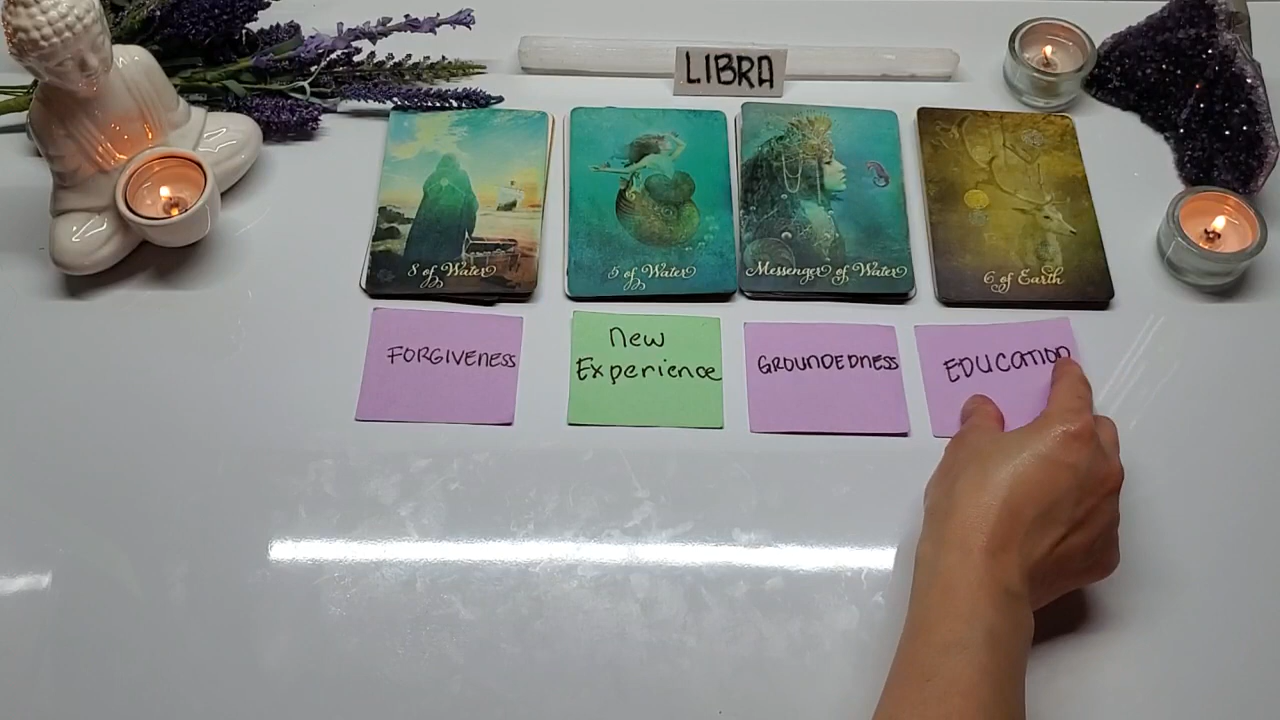 LIBRA
8 of Water
5 of Water
Messenger of Water
6 of Earth
FORGIVENESS
New
Experience
GROUNDEDNESS
EDUCATION